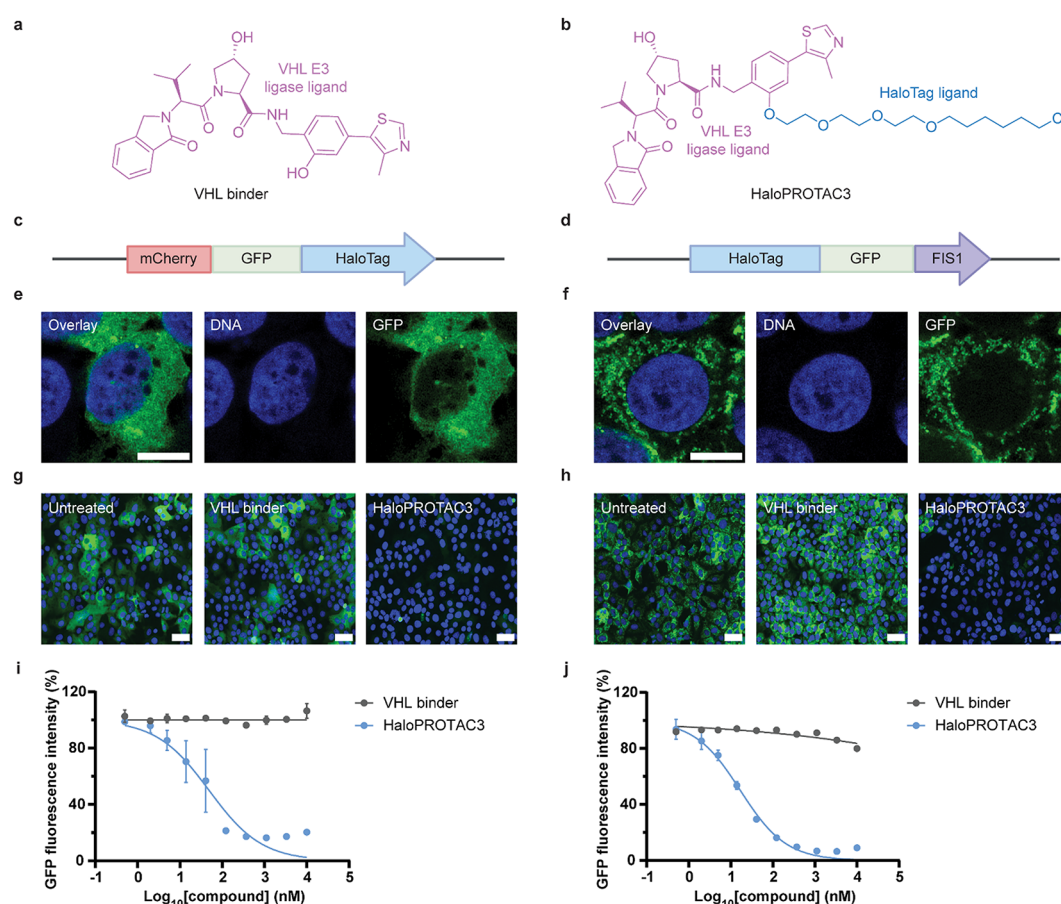 a
b
OH
VHL E3
ligase ligand
N
O
N
O
O
NH
HO
S
N
VHL binder
HO
H
N
O
N
O
N
O
S
N
O
O
O
O
HaloTag ligand
VHL E3
ligase ligand
HaloPROTAC3
c
d
mCherry GFP HaloTag
HaloTag GFP FIS1
e
f
Overlay DNA GFP
Overlay DNA GFP
g
h
Untreated VHL binder HaloPROTAC3
Untreated VHL binder HaloPROTAC3
i
j
GFP fluorescence intensity (%)
120
80
40
0
-1 0 1 2 3 4 5
Log10[compound] (nM)
VHL binder
HaloPROTAC3
GFP fluorescence intensity (%)
120
80
40
0
-1 0 1 2 3 4 5
Log10[compound] (nM)
VHL binder
HaloPROTAC3